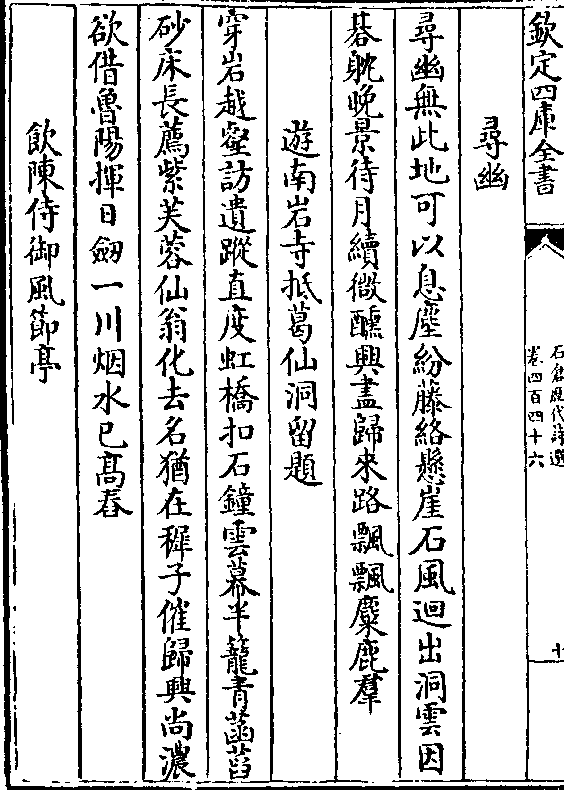 欽定四庫全書
石倉歷代詩選
卷四百四十六
尋幽
尋幽無此地可以息塵紛藤絡懸崖石風迴出洞雲因
碁躭晚景待月續微醺興盡歸來路飄飄麋鹿羣
遊南岩寺抵葛仙洞留題
穿岩越壑訪遺蹤直度虹橋扣石鐘雲幕半籠青菡萏
砂床長薦紫芙蓉仙翁化去名猶在穉子催歸興尚濃
欲借魯陽揮日劒一川烟水已髙舂
飲陳侍御風節亭